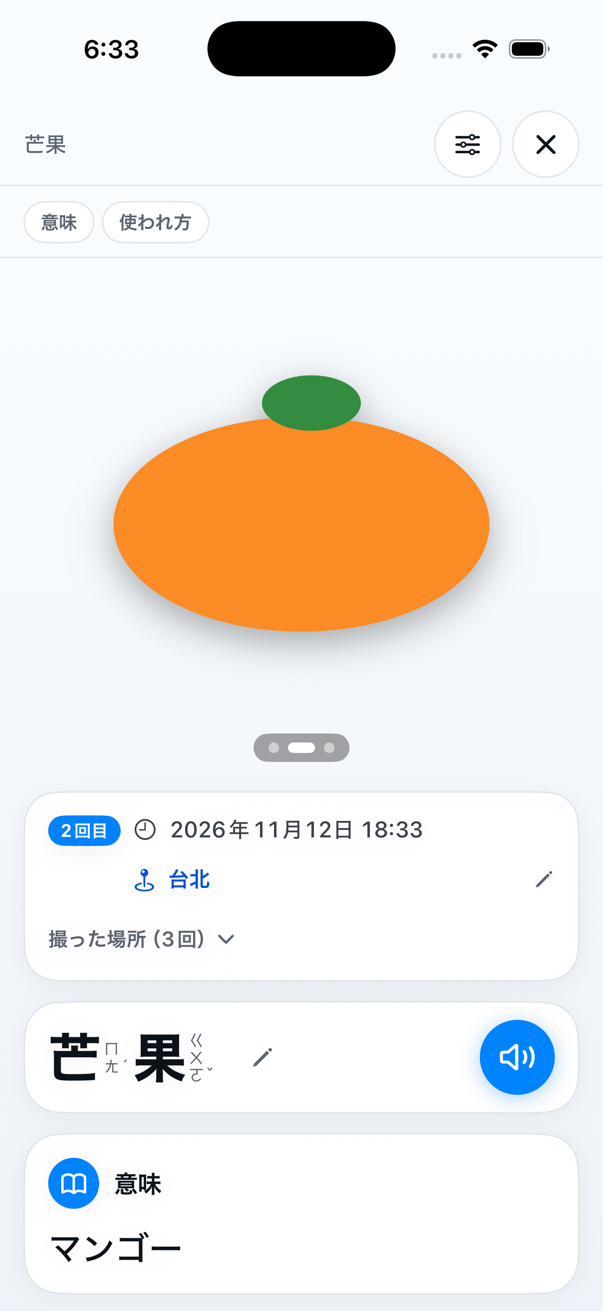 6:33
芒果
意味
使われ方
2回目 2026年11月12日 18:33
台北
撮った場所 (3回)
芒ㄇㄤˊ果ㄍㄨㄛˇ
意味
マンゴー